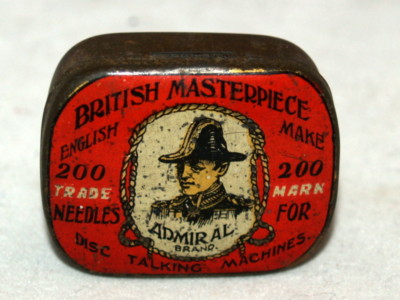 BRITISH MASTERPIECE
ENGLISH MAKE
200 200
TRADE MARK
NEEDLES FOR
ADMIRAL
BRAND.
DISC TALKING MACHINES.